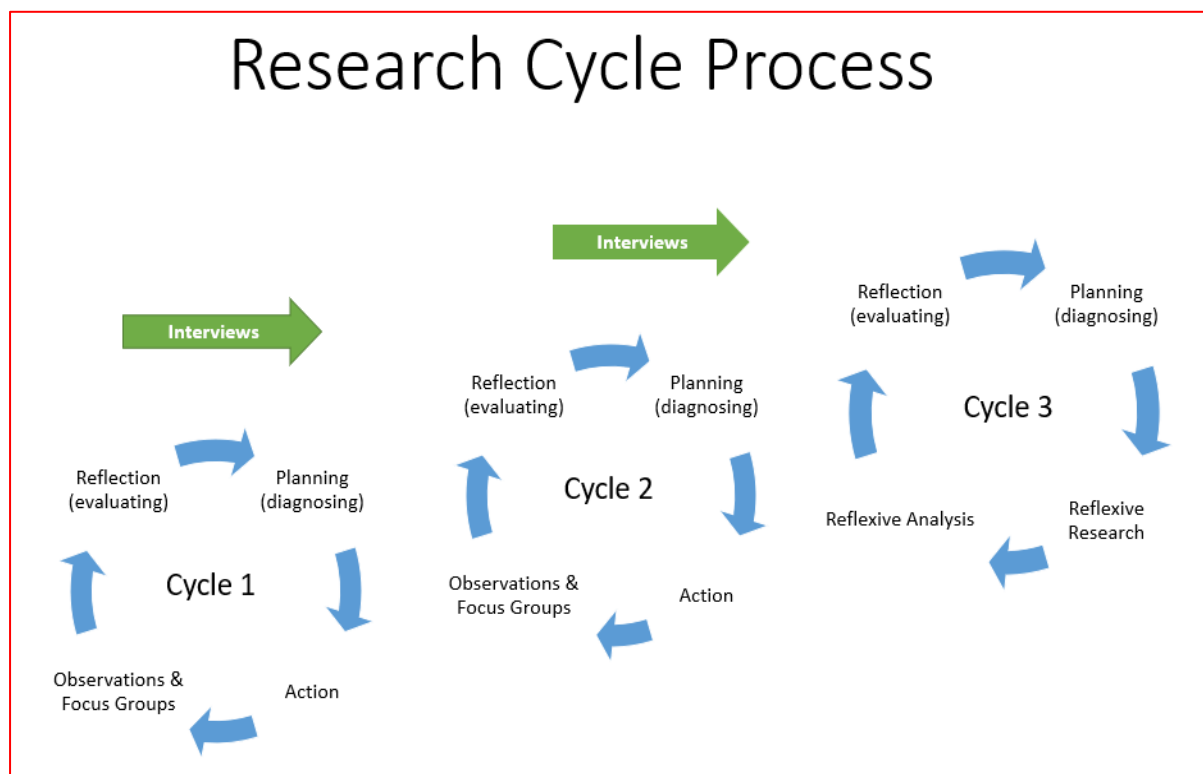 Research Cycle Process
Interviews
Reflection
(evaluating)
Planning
(diagnosing)
Cycle 1
Observations &
Focus Groups
Action
Interviews
Reflection
(evaluating)
Planning
(diagnosing)
Cycle 2
Observations &
Focus Groups
Action
Reflection
(evaluating)
Planning
(diagnosing)
Cycle 3
Reflexive Analysis
Reflexive
Research